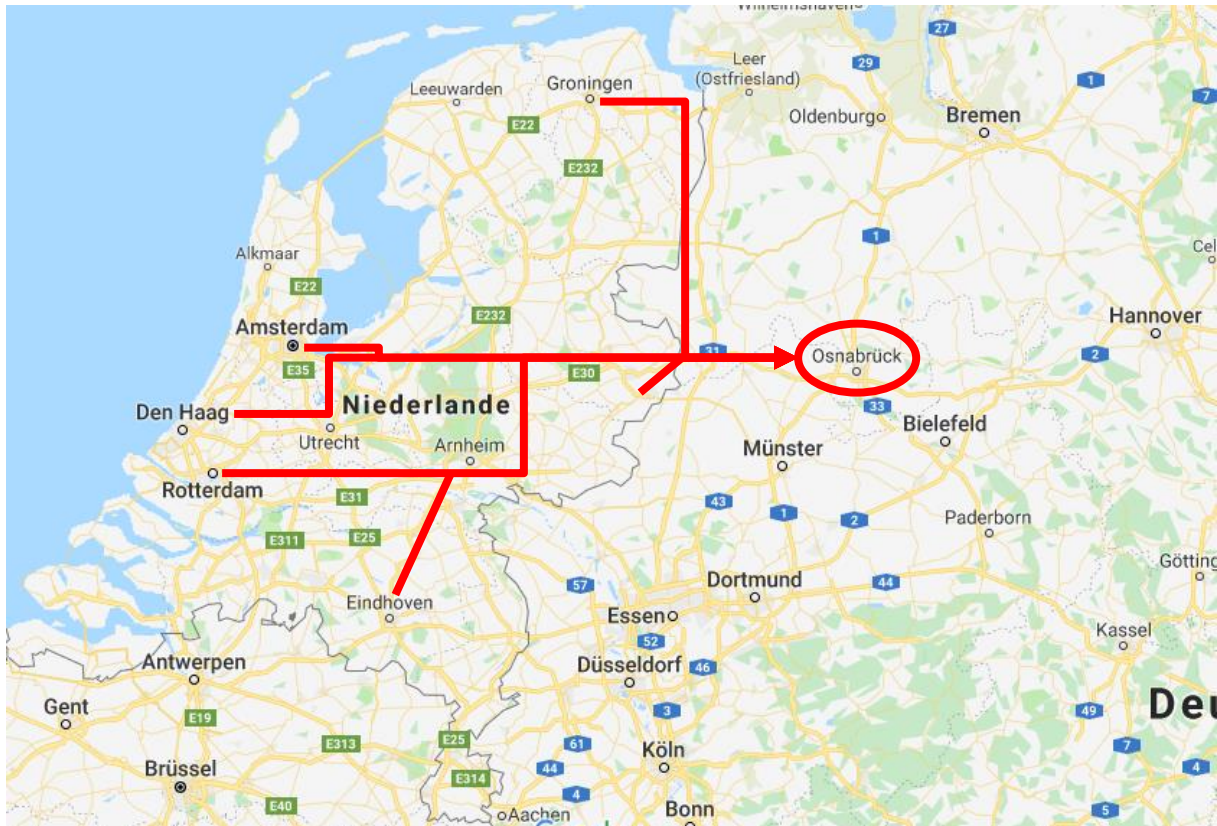 Wilhelmshaven
27
Leer
(Ostfriesland)
29
1
7
Leeuwarden
Groningen
Oldenburg
Bremen
E22
E232
1
Alkmaar
Cel
E22
E232
Hannover
Amsterdam
31
Osnabrück
2
E35
E30
33
Den Haag
Niederlande
Bielefeld
Utrecht
Arnheim
Münster
Rotterdam
E31
43
1
2
Paderborn
E311
E25
Götting
57
Dortmund
44
Eindhoven
Essen
52
Kassel
Antwerpen
Düsseldorf
46
Gent
E19
3
49
Deu
E313
E25
61
Köln
7
Brüssel
44
4
E314
4
E40
Aachen
Bonn
5